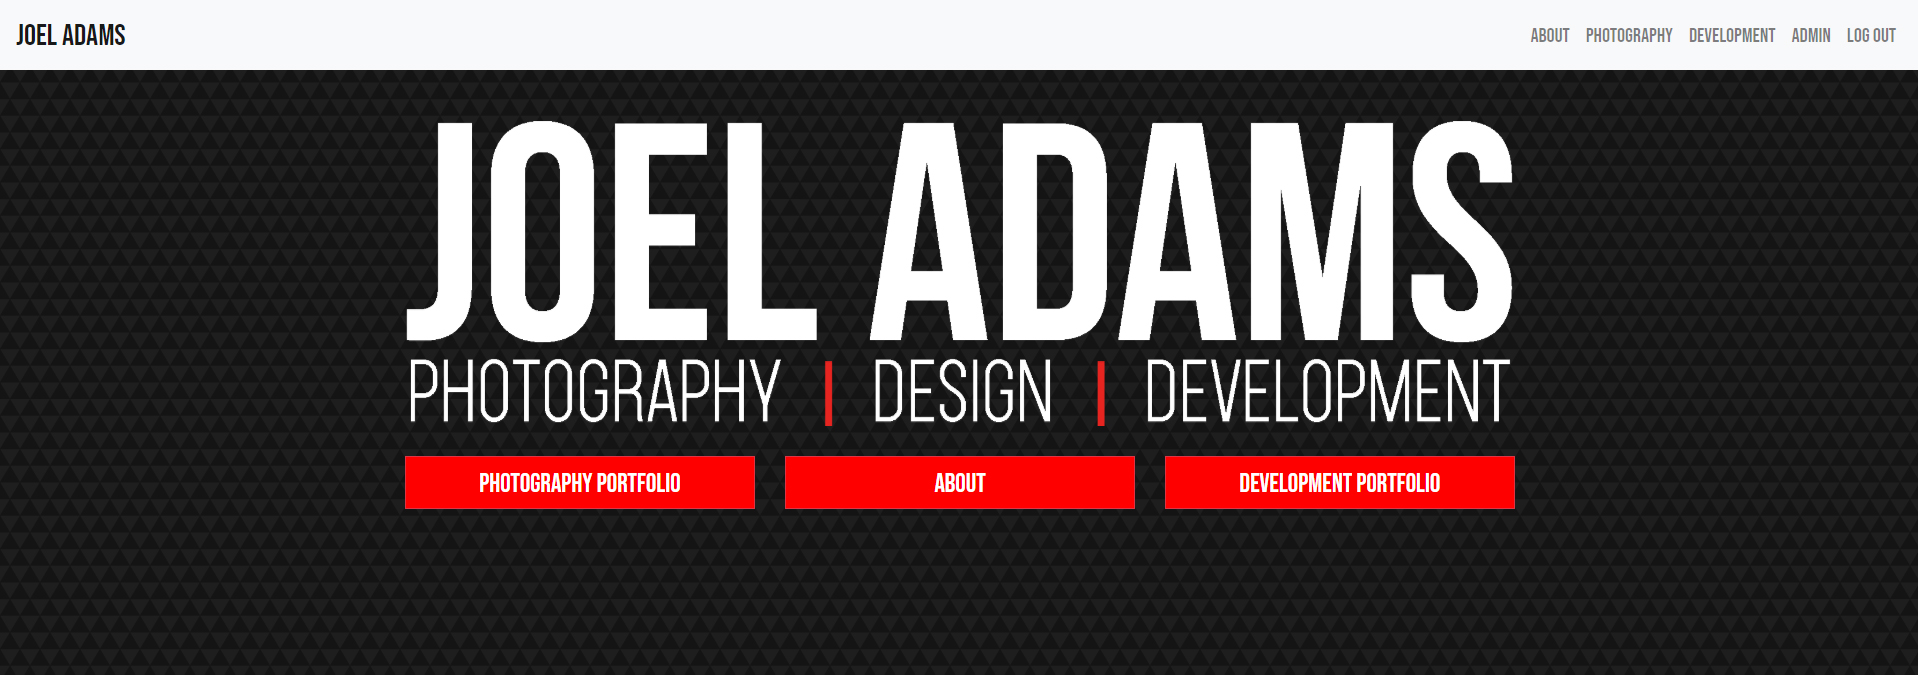 JOEL ADAMS
ABOUT PHOTOGRAPHY DEVELOPMENT ADMIN LOG OUT
JOEL ADAMS
PHOTOGRAPHY | DESIGN | DEVELOPMENT
PHOTOGRAPHY PORTFOLIO
ABOUT
DEVELOPMENT PORTFOLIO